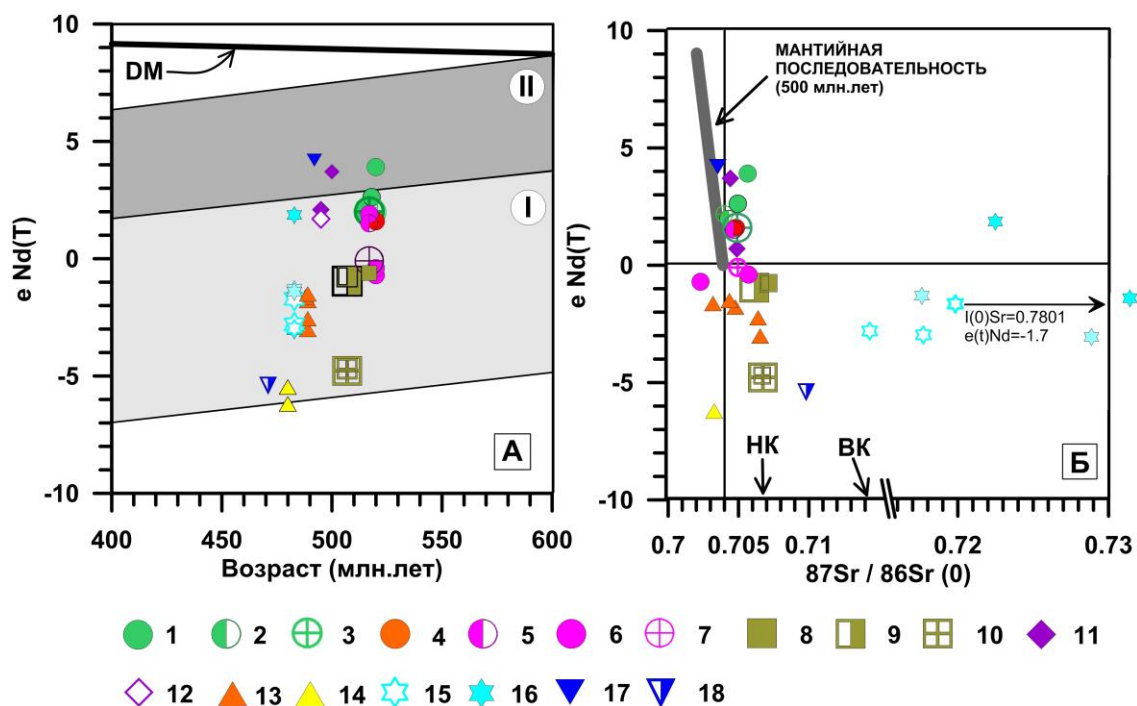 10
5
0
-5
-10
e Nd(T)
DM
II
I
А
400 450 500 550 600
Возраст (млн.лет)
10
5
0
-5
-10
e Nd(T)
МАНТИЙНАЯ
ПОСЛЕДОВАТЕЛЬНОСТЬ
(500 млн.лет)
I(0)Sr=0.7801
e(t)Nd=-1.7
НК
ВК
Б
0.7 0.705 0.71 0.72 0.73
87Sr / 86Sr (0)
1 2 3 4 5 6 7 8 9 10 11
12 13 14 15 16 17 18